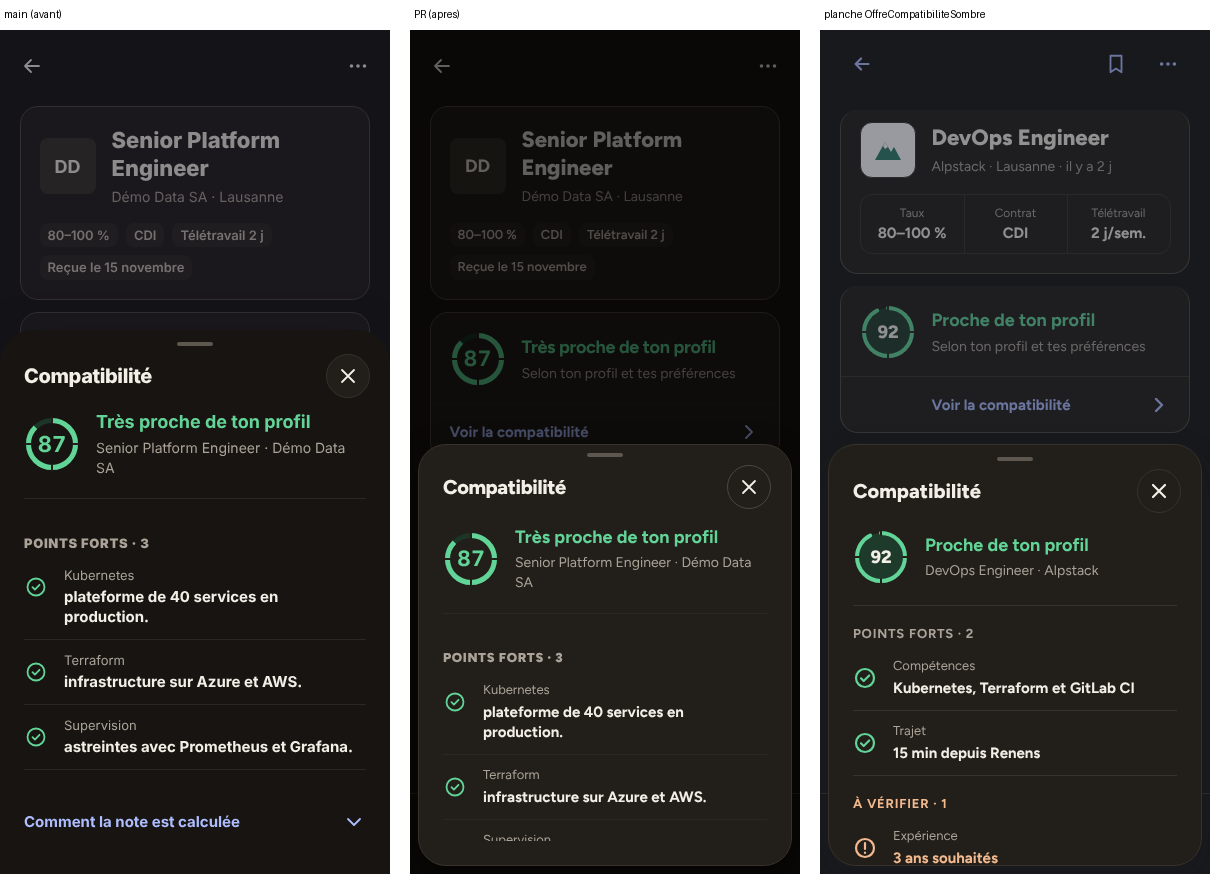 main (avant)
Senior Platform
Engineer
DD
Démo Data SA · Lausanne
80–100 %
CDI
Télétravail 2 j
Reçue le 15 novembre
Compatibilité
87
Très proche de ton profil
Senior Platform Engineer · Démo Data
SA
POINTS FORTS · 3
Kubernetes
plateforme de 40 services en
production.
Terraform
infrastructure sur Azure et AWS.
Supervision
astreintes avec Prometheus et Grafana.
Comment la note est calculée
PR (apres)
Senior Platform
Engineer
DD
Démo Data SA · Lausanne
80–100 %
CDI
Télétravail 2 j
Reçue le 15 novembre
87
Très proche de ton profil
Selon ton profil et tes préférences
Voir la compatibilité
Compatibilité
87
Très proche de ton profil
Senior Platform Engineer · Démo Data
SA
POINTS FORTS · 3
Kubernetes
plateforme de 40 services en
production.
Terraform
infrastructure sur Azure et AWS.
Supervision
planche OffreCompatibiliteSombre
DevOps Engineer
Alpstack · Lausanne · il y a 2 j
Taux
80–100 %
Contrat
CDI
Télétravail
2 j/sem.
92
Proche de ton profil
Selon ton profil et tes préférences
Voir la compatibilité
Compatibilité
92
Proche de ton profil
DevOps Engineer · Alpstack
POINTS FORTS · 2
Compétences
Kubernetes, Terraform et GitLab CI
Trajet
15 min depuis Renens
À VÉRIFIER · 1
Expérience
3 ans souhaités